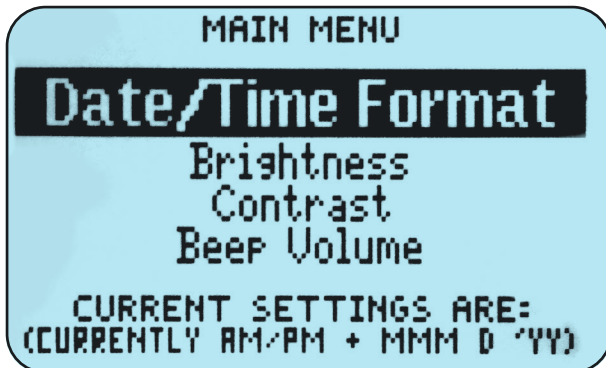 MAIN MENU
Date/Time Format
Brightness
Contrast
Beep Volume
CURRENT SETTINGS ARE:
(CURRENTLY AM/PM + MMM D 'YY)